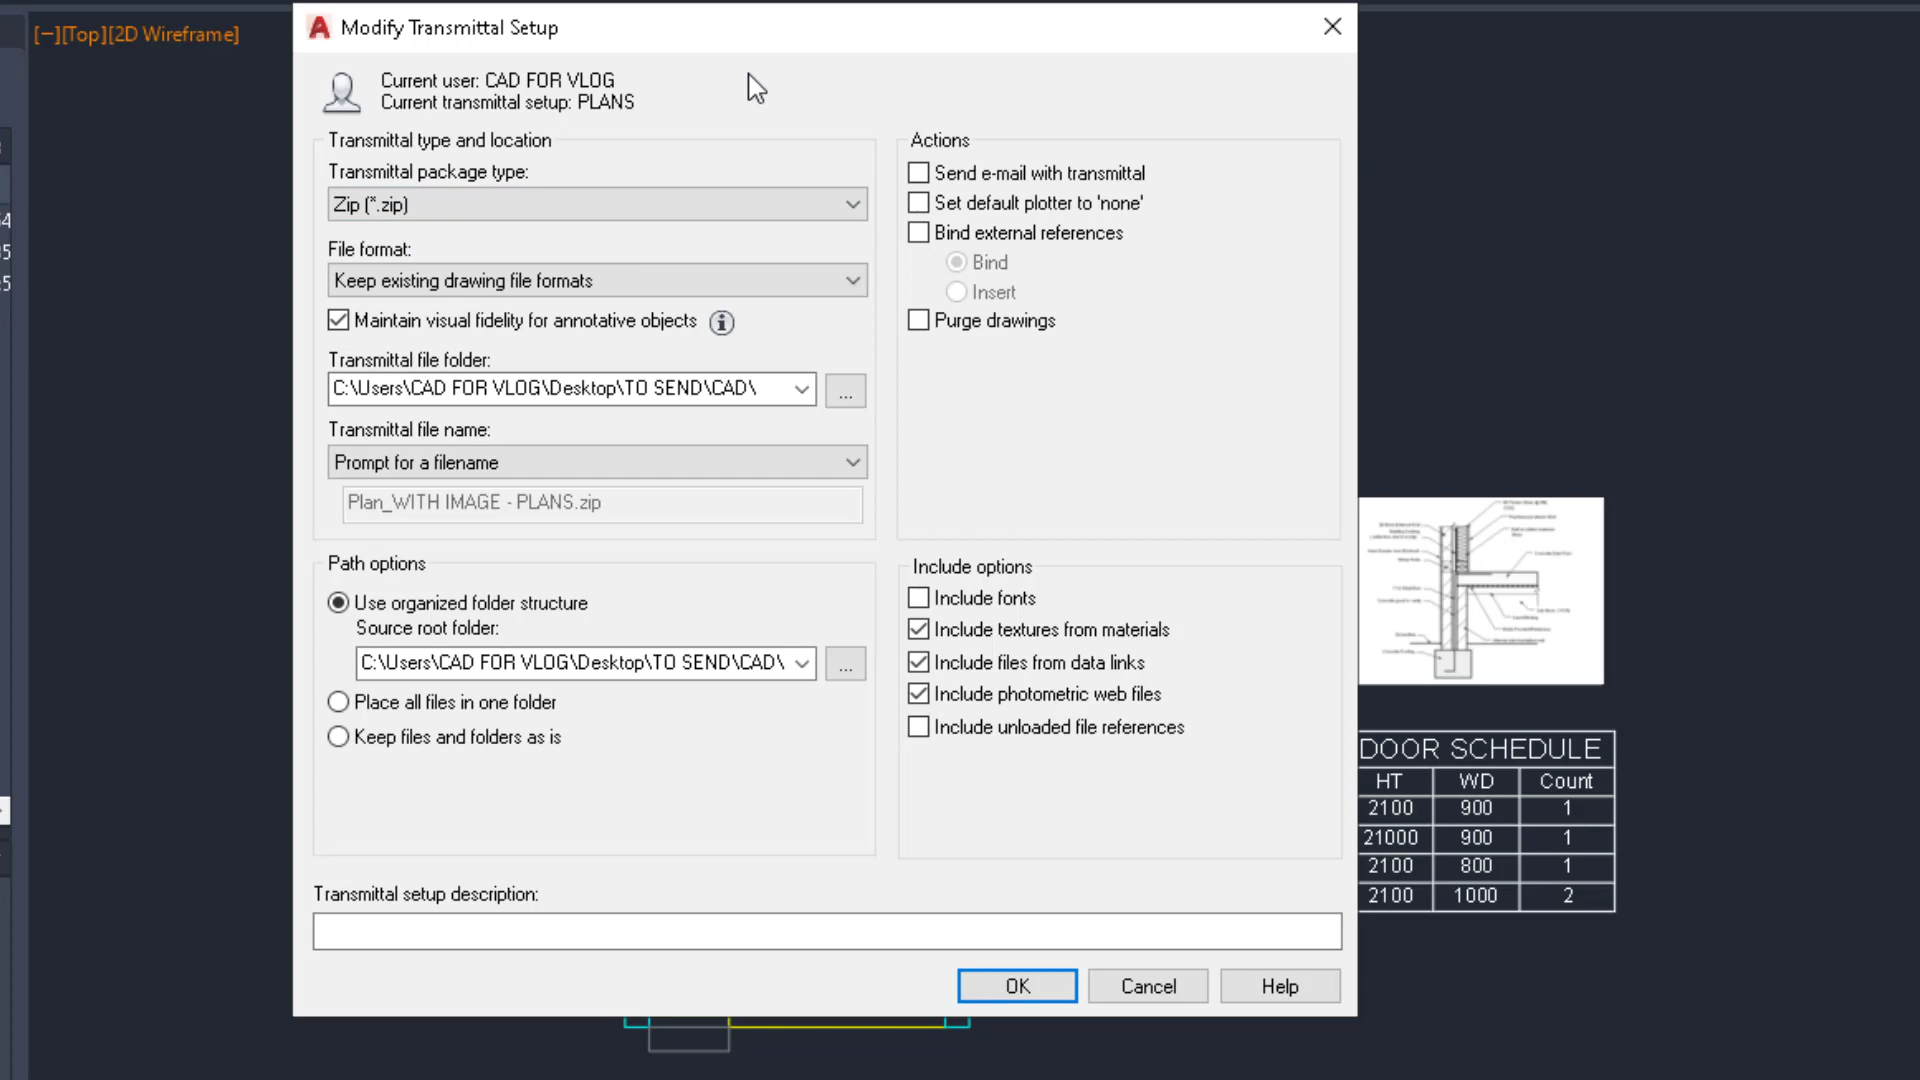 [−][Top][2D Wireframe]
Modify Transmittal Setup
Current user: CAD FOR VLOG
Current transmittal setup: PLANS
Transmittal type and location
Transmittal package type:
Zip (*.zip)
File format:
Keep existing drawing file formats
Maintain visual fidelity for annotative objects
Transmittal file folder:
C:\Users\CAD FOR VLOG\Desktop\TO SEND\CAD\
...
Transmittal file name:
Prompt for a filename
Plan_WITH IMAGE - PLANS.zip
Path options
Use organized folder structure
Source root folder:
C:\Users\CAD FOR VLOG\Desktop\TO SEND\CAD\
...
Place all files in one folder
Keep files and folders as is
Actions
Send e-mail with transmittal
Set default plotter to 'none'
Bind external references
Bind
Insert
Purge drawings
Include options
Include fonts
Include textures from materials
Include files from data links
Include photometric web files
Include unloaded file references
Transmittal setup description:
OK Cancel Help
DOOR SCHEDULE
HT WD Count
2100 900 1
21000 900 1
2100 800 1
2100 1000 2